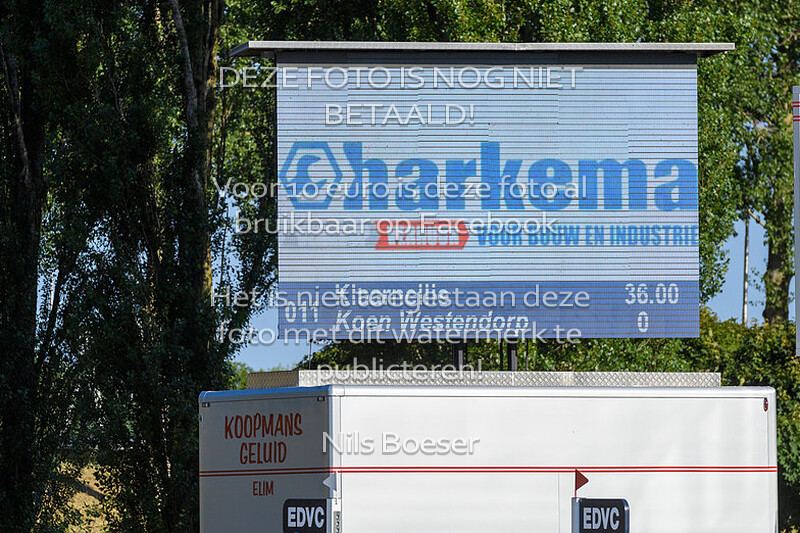 DEZE FOTO IS NOG NIET
BETAALD!
Charkema
Voor 10 euro is deze foto al
bruikbaar op Facebook
VOOR BOUW EN INDUSTRIE
Het is niet toegestaan deze
36.00
011
Koen Westendorp
0
foto met dit watermerk te
publiceren!
KOOPMANS
GELUID
ELIM
Nils Boeser
EDVC
EDVC